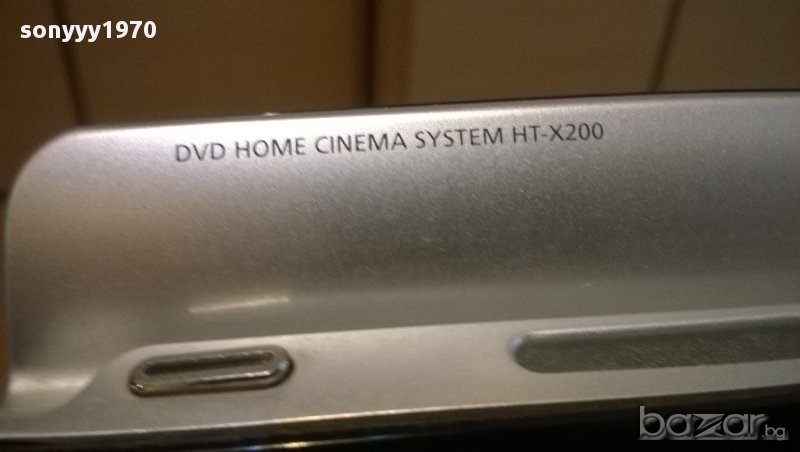 sonyyy1970
DVD HOME CINEMA SYSTEM HT-X200
bazar.bg